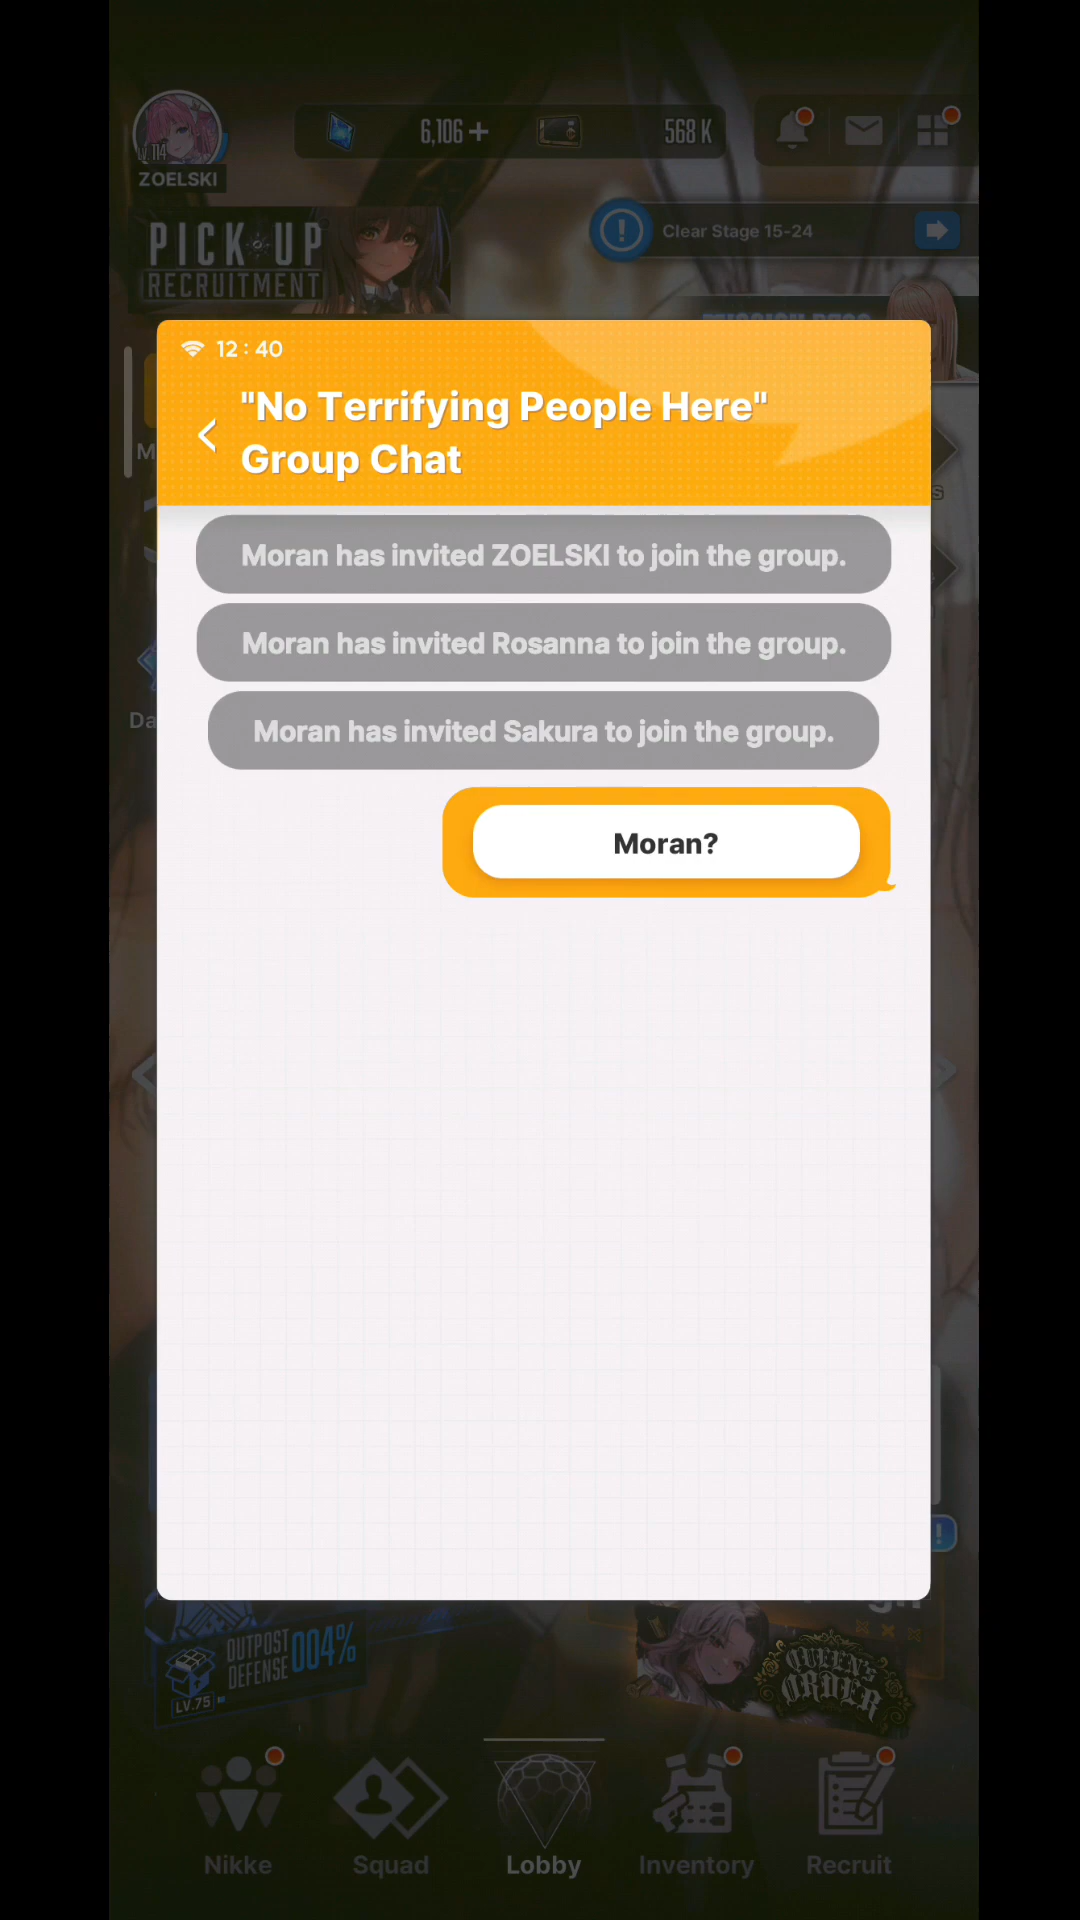 LV.114
ZOELSKI
6,106
568 K
PICK UP
RECRUITMENT
Clear Stage 15-24
12 : 40
"No Terrifying People Here"
Group Chat
Moran has invited ZOELSKI to join the group.
Moran has invited Rosanna to join the group.
Moran has invited Sakura to join the group.
Moran?
OUTPOST
DEFENSE
004%
LV.75
QUEEN'S
ORDER
Nikke
Squad
Lobby
Inventory
Recruit